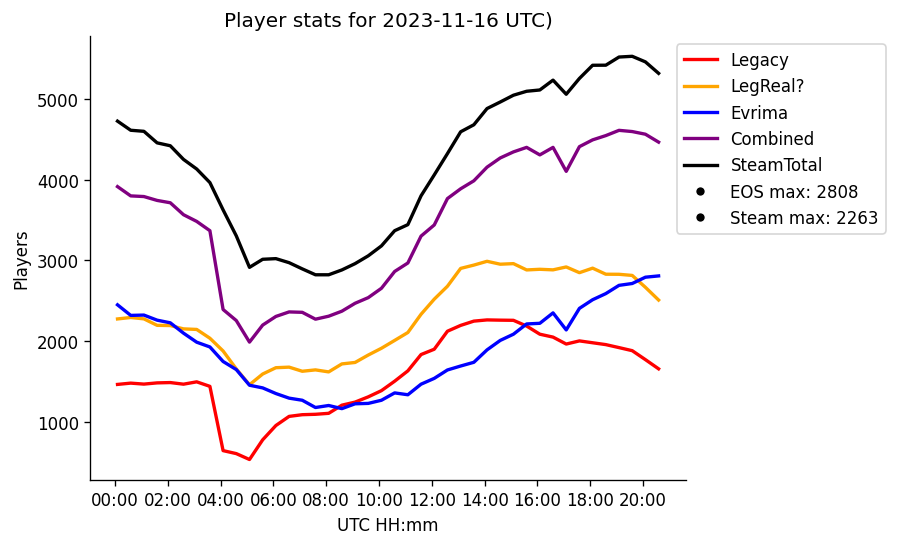 Player stats for 2023-11-16 UTC)
Legacy
LegReal?
Evrima
Combined
SteamTotal
EOS max: 2808
Steam max: 2263
Players
5000
4000
3000
2000
1000
00:00 02:00 04:00 06:00 08:00 10:00 12:00 14:00 16:00 18:00 20:00
UTC HH:mm